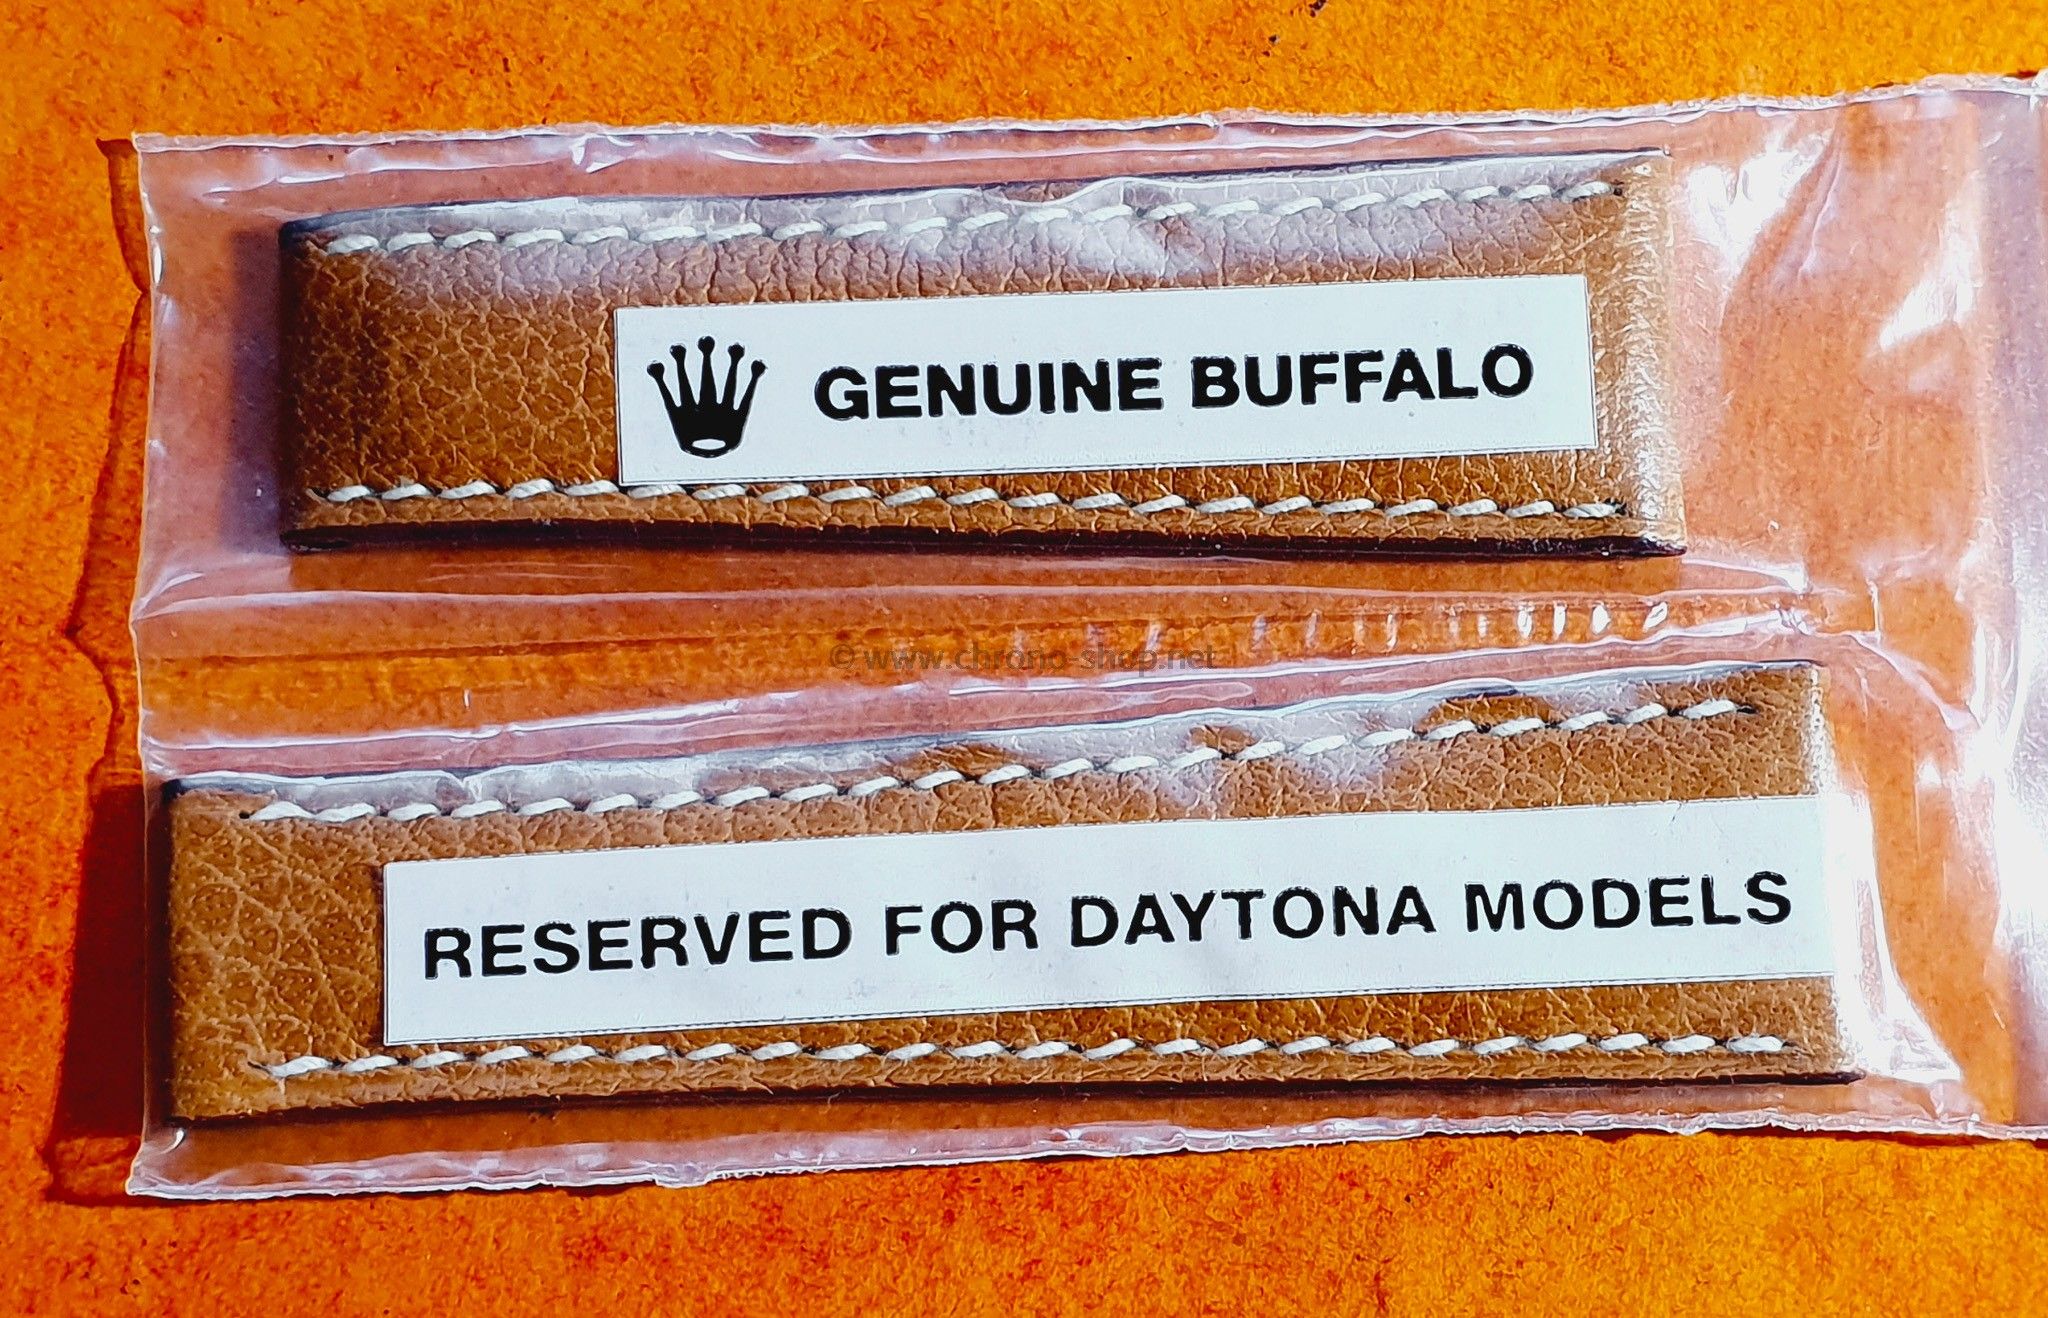 GENUINE BUFFALO
© www.chrono-shop.net
RESERVED FOR DAYTONA MODELS